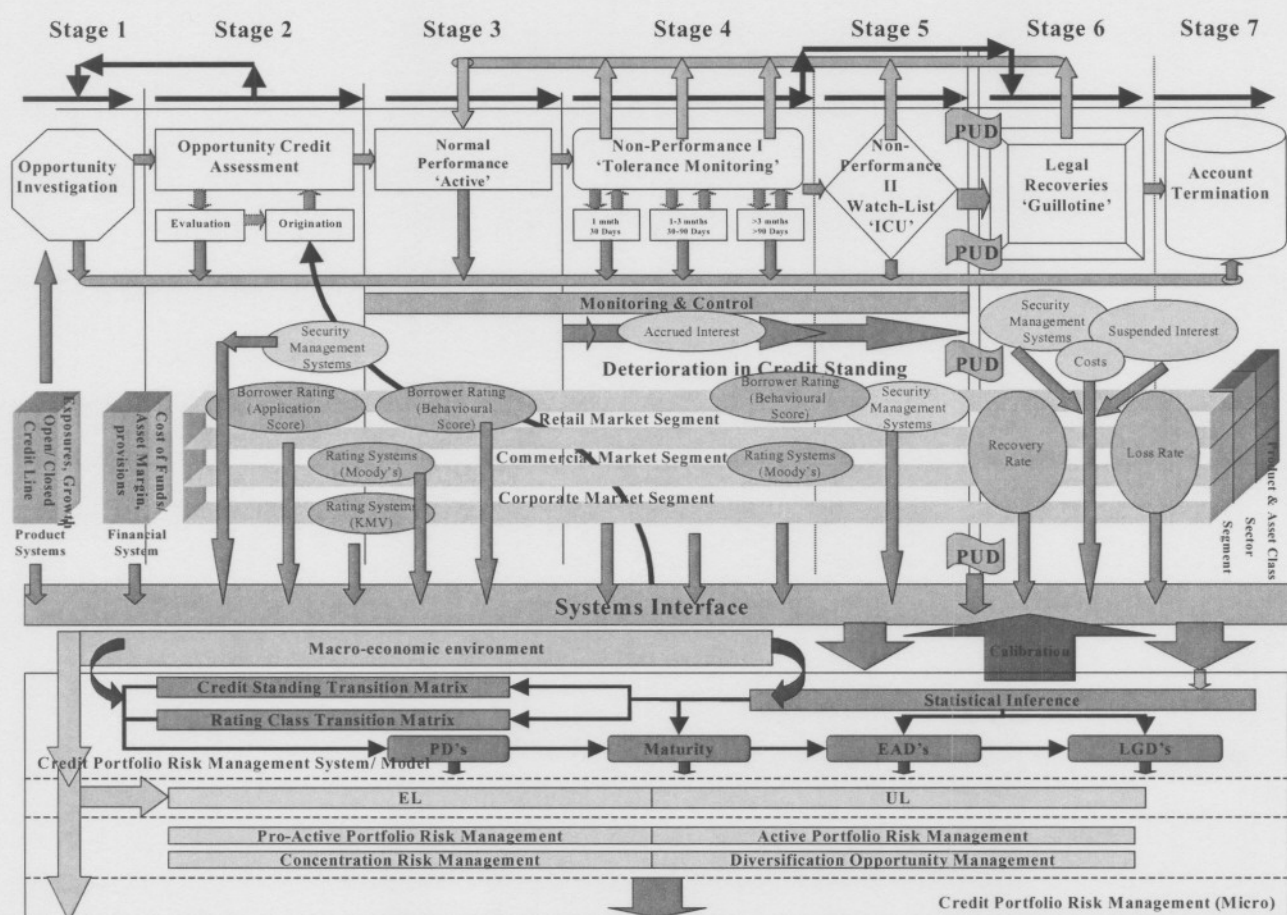 Stage 1
Stage 2
Stage 3
Stage 4
Stage 5
Stage 6
Stage 7
Opportunity
Investigation
Opportunity Credit
Assessment
Evaluation
Origination
Normal
Performance
‘Active’
Non-Performance I
‘Tolerance Monitoring’
1 mnth
30 Days
1-3 mnths
30-90 Days
>3 mnths
>90 Days
Non-
Performance
II
Watch-List
‘ICU’
PUD
PUD
Legal
Recoveries
‘Guillotine’
Account
Termination
Monitoring & Control
Security
Management
Systems
Accrued Interest
Security
Management
Systems
Suspended Interest
Costs
PUD
Deterioration in Credit Standing
Exposures, Growth
Open/ Closed
Credit Line
Cost of Funds/
Asset Margin,
provisions
Borrower Rating
(Application
Score)
Borrower Rating
(Behavioural
Score)
Borrower Rating
(Behavioural
Score)
Security
Management
Systems
Retail Market Segment
Rating Systems
(Moody’s)
Commercial Market Segment
Rating Systems
(Moody’s)
Recovery
Rate
Loss Rate
Corporate Market Segment
Rating Systems
(KMV)
Product
Systems
Financial
System
PUD
Segment
Sector
Product & Asset Class
Systems Interface
Macro-economic environment
Calibration
Credit Standing Transition Matrix
Statistical Inference
Rating Class Transition Matrix
PD’s
Maturity
EAD’s
LGD’s
Credit Portfolio Risk Management System/ Model
EL
UL
Pro-Active Portfolio Risk Management
Active Portfolio Risk Management
Concentration Risk Management
Diversification Opportunity Management
Credit Portfolio Risk Management (Micro)